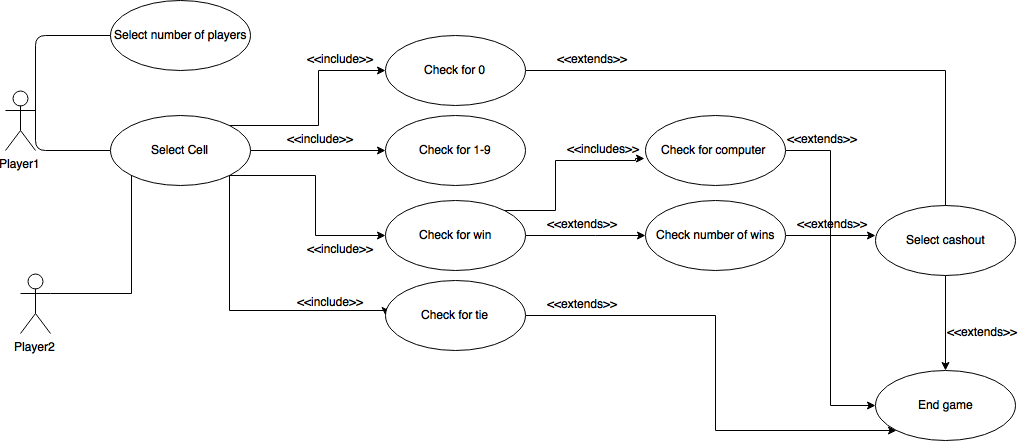 Select number of players
<<include>>
Check for 0
<<extends>>
Player1
Select Cell
<<include>>
Check for 1-9
<<includes>>
Check for computer
<<extends>>
<<include>>
Check for win
<<extends>>
Check number of wins
<<extends>>
Select cashout
Player2
<<include>>
Check for tie
<<extends>>
<<extends>>
End game